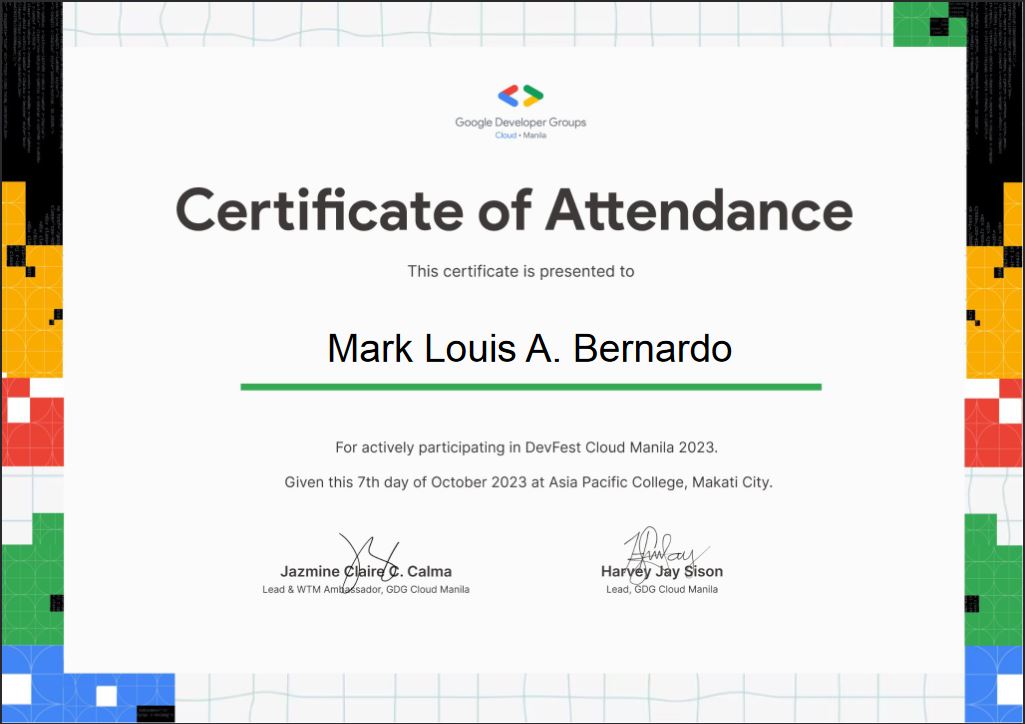 Google Developer Groups
Cloud • Manila
Certificate of Attendance
This certificate is presented to
Mark Louis A. Bernardo
For actively participating in DevFest Cloud Manila 2023.
Given this 7th day of October 2023 at Asia Pacific College, Makati City.
Jazmine Claire C. Calma
Lead & WTM Ambassador, GDG Cloud Manila
Harvey Jay Sison
Lead, GDG Cloud Manila